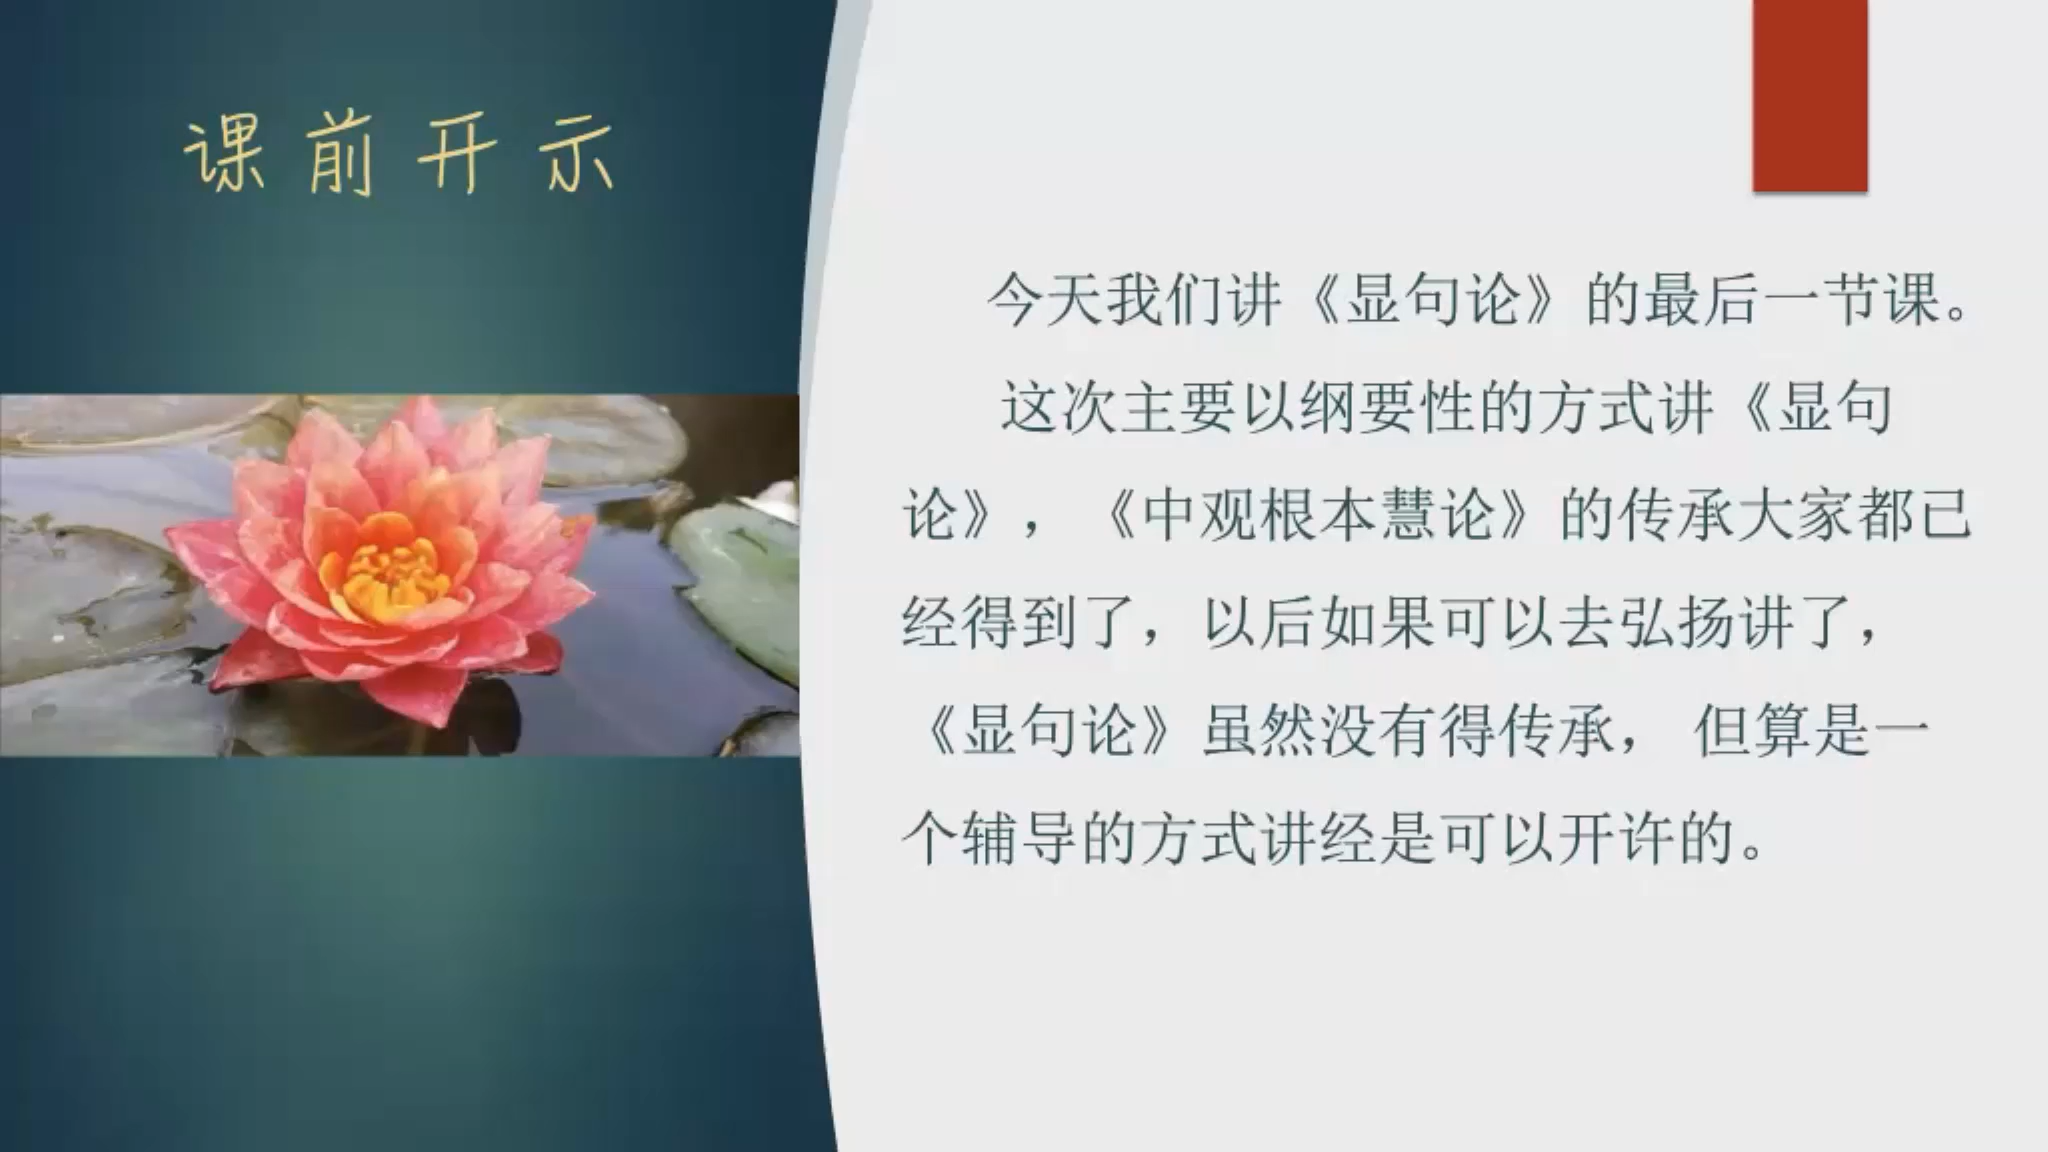 课前开示
今天我们讲《显句论》的最后一节课。
这次主要以纲要性的方式讲《显句
论》，《中观根本慧论》的传承大家都已
经得到了，以后如果可以去弘扬讲了，
《显句论》虽然没有得传承， 但算是一
个辅导的方式讲经是可以开许的。